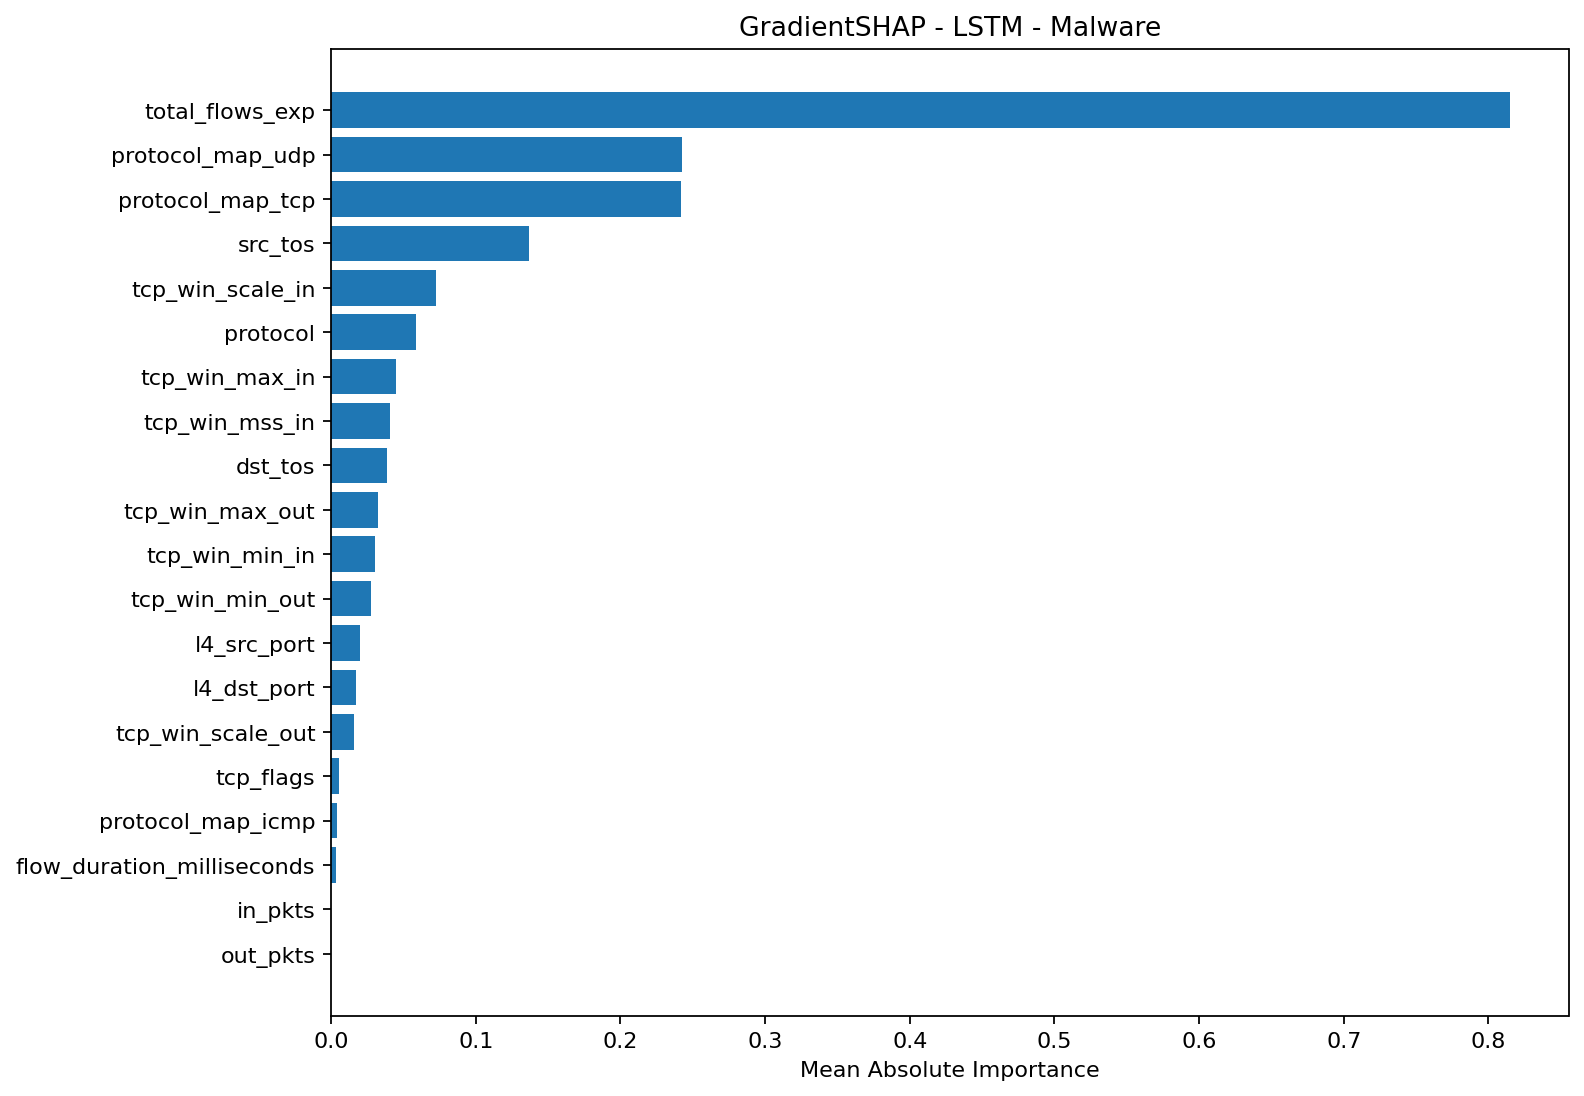 GradientSHAP - LSTM - Malware
total_flows_exp
protocol_map_udp
protocol_map_tcp
src_tos
tcp_win_scale_in
protocol
tcp_win_max_in
tcp_win_mss_in
dst_tos
tcp_win_max_out
tcp_win_min_in
tcp_win_min_out
l4_src_port
l4_dst_port
tcp_win_scale_out
tcp_flags
protocol_map_icmp
flow_duration_milliseconds
in_pkts
out_pkts
0.0 0.1 0.2 0.3 0.4 0.5 0.6 0.7 0.8
Mean Absolute Importance